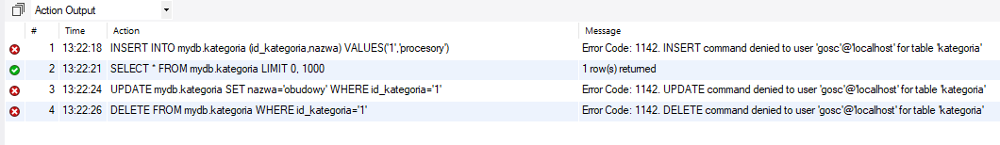 Action Output
# Time Action Message
1 13:22:18 INSERT INTO mydb.kategoria (id_kategoria,nazwa) VALUES('1','procesory') Error Code: 1142. INSERT command denied to user 'gosc'@'localhost' for table 'kategoria'
2 13:22:21 SELECT * FROM mydb.kategoria LIMIT 0, 1000 1 row(s) returned
3 13:22:24 UPDATE mydb.kategoria SET nazwa='obudowy' WHERE id_kategoria='1' Error Code: 1142. UPDATE command denied to user 'gosc'@'localhost' for table 'kategoria'
4 13:22:26 DELETE FROM mydb.kategoria WHERE id_kategoria='1' Error Code: 1142. DELETE command denied to user 'gosc'@'localhost' for table 'kategoria'